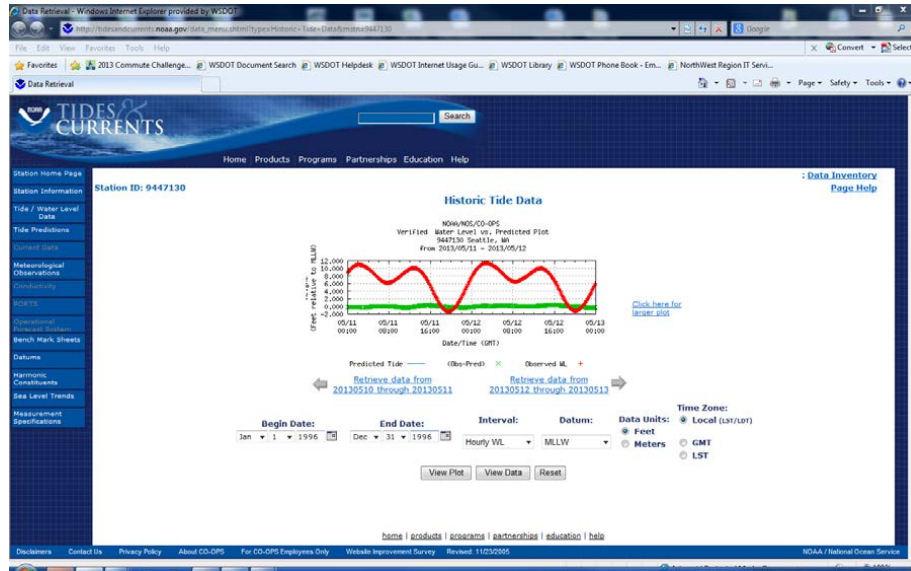 Data Retrieval - Windows Internet Explorer provided by WSDOT
http://tidesandcurrents.noaa.gov/data_menu.shtml?type=Historic+Tide+Data&mstn=9447130
Google
File Edit View Favorites Tools Help
Convert Select
Favorites 2013 Commute Challenge... WSDOT Document Search WSDOT Helpdesk WSDOT Internet Usage Gu... WSDOT Library WSDOT Phone Book - Em... NorthWest Region IT Servi...
Data Retrieval
Page Safety Tools
NOAA
TIDES &
CURRENTS
Search
Home Products Programs Partnerships Education Help
Station Home Page
Station Information
Tide / Water Level
Data
Tide Predictions
Current Data
Meteorological
Observations
Conductivity
PORTS
Operational
Forecast System
Bench Mark Sheets
Datums
Harmonic
Constituents
Sea Level Trends
Measurement
Specifications
: Data Inventory
Page Help
Station ID: 9447130
Historic Tide Data
NOAA/NOS/CO-OPS
Verified Water Level vs. Predicted Plot
9447130 Seattle, WA
from 2013/05/11 - 2013/05/12
(Feet relative to MLLW)
12.000
10.000
8.000
6.000
4.000
2.000
0.000
-2.000
05/11 05/11 05/11 05/12 05/12 05/12 05/13
00:00 08:00 16:00 00:00 08:00 16:00 00:00
Date/Time (GMT)
Predicted Tide (Obs-Pred) × Observed WL +
Click here for
larger plot
Retrieve data from
20130510 through 20130511
Retrieve data from
20130512 through 20130513
Begin Date: End Date: Interval: Datum: Data Units: Time Zone:
Jan 1 1996 Dec 31 1996 Hourly WL MLLW
Feet
Meters
Local (LST/LDT)
GMT
LST
View Plot View Data Reset
home | products | programs | partnerships | education | help
Disclaimers Contact Us Privacy Policy About CO-OPS For CO-OPS Employees Only Website Improvement Survey Revised: 11/23/2005 NOAA / National Ocean Service